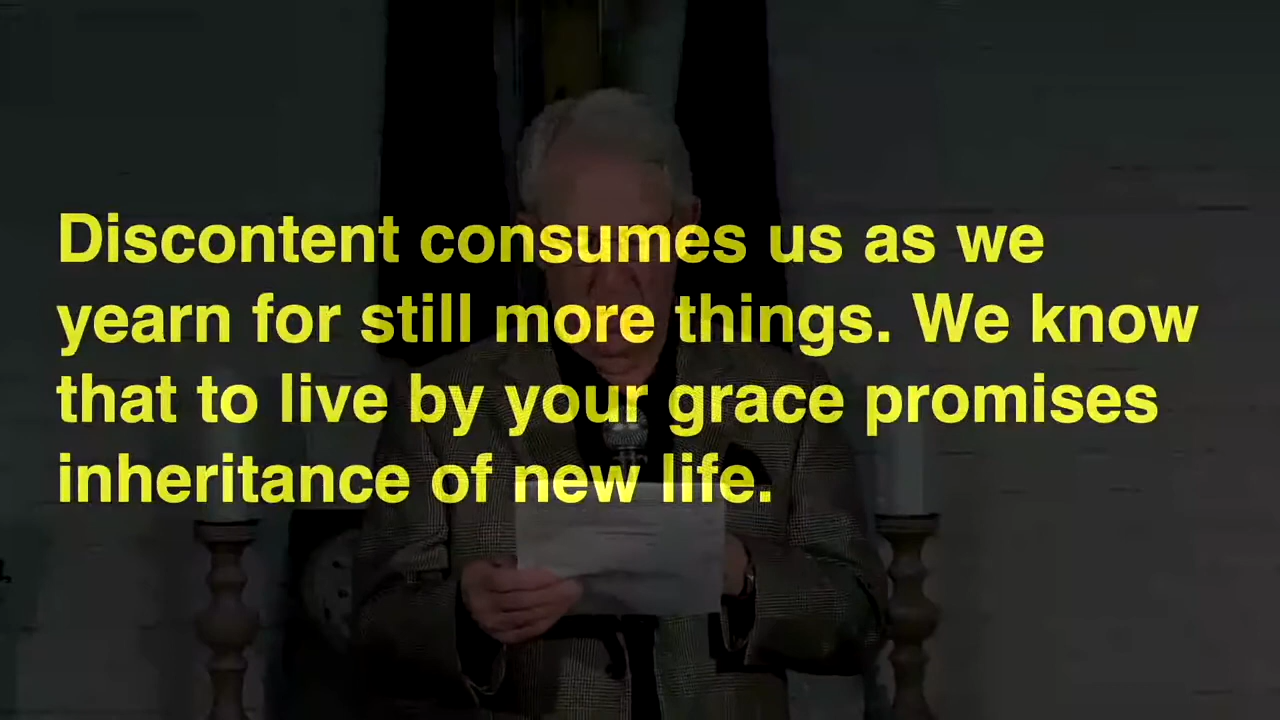 Discontent consumes us as we
yearn for still more things. We know
that to live by your grace promises
inheritance of new life.